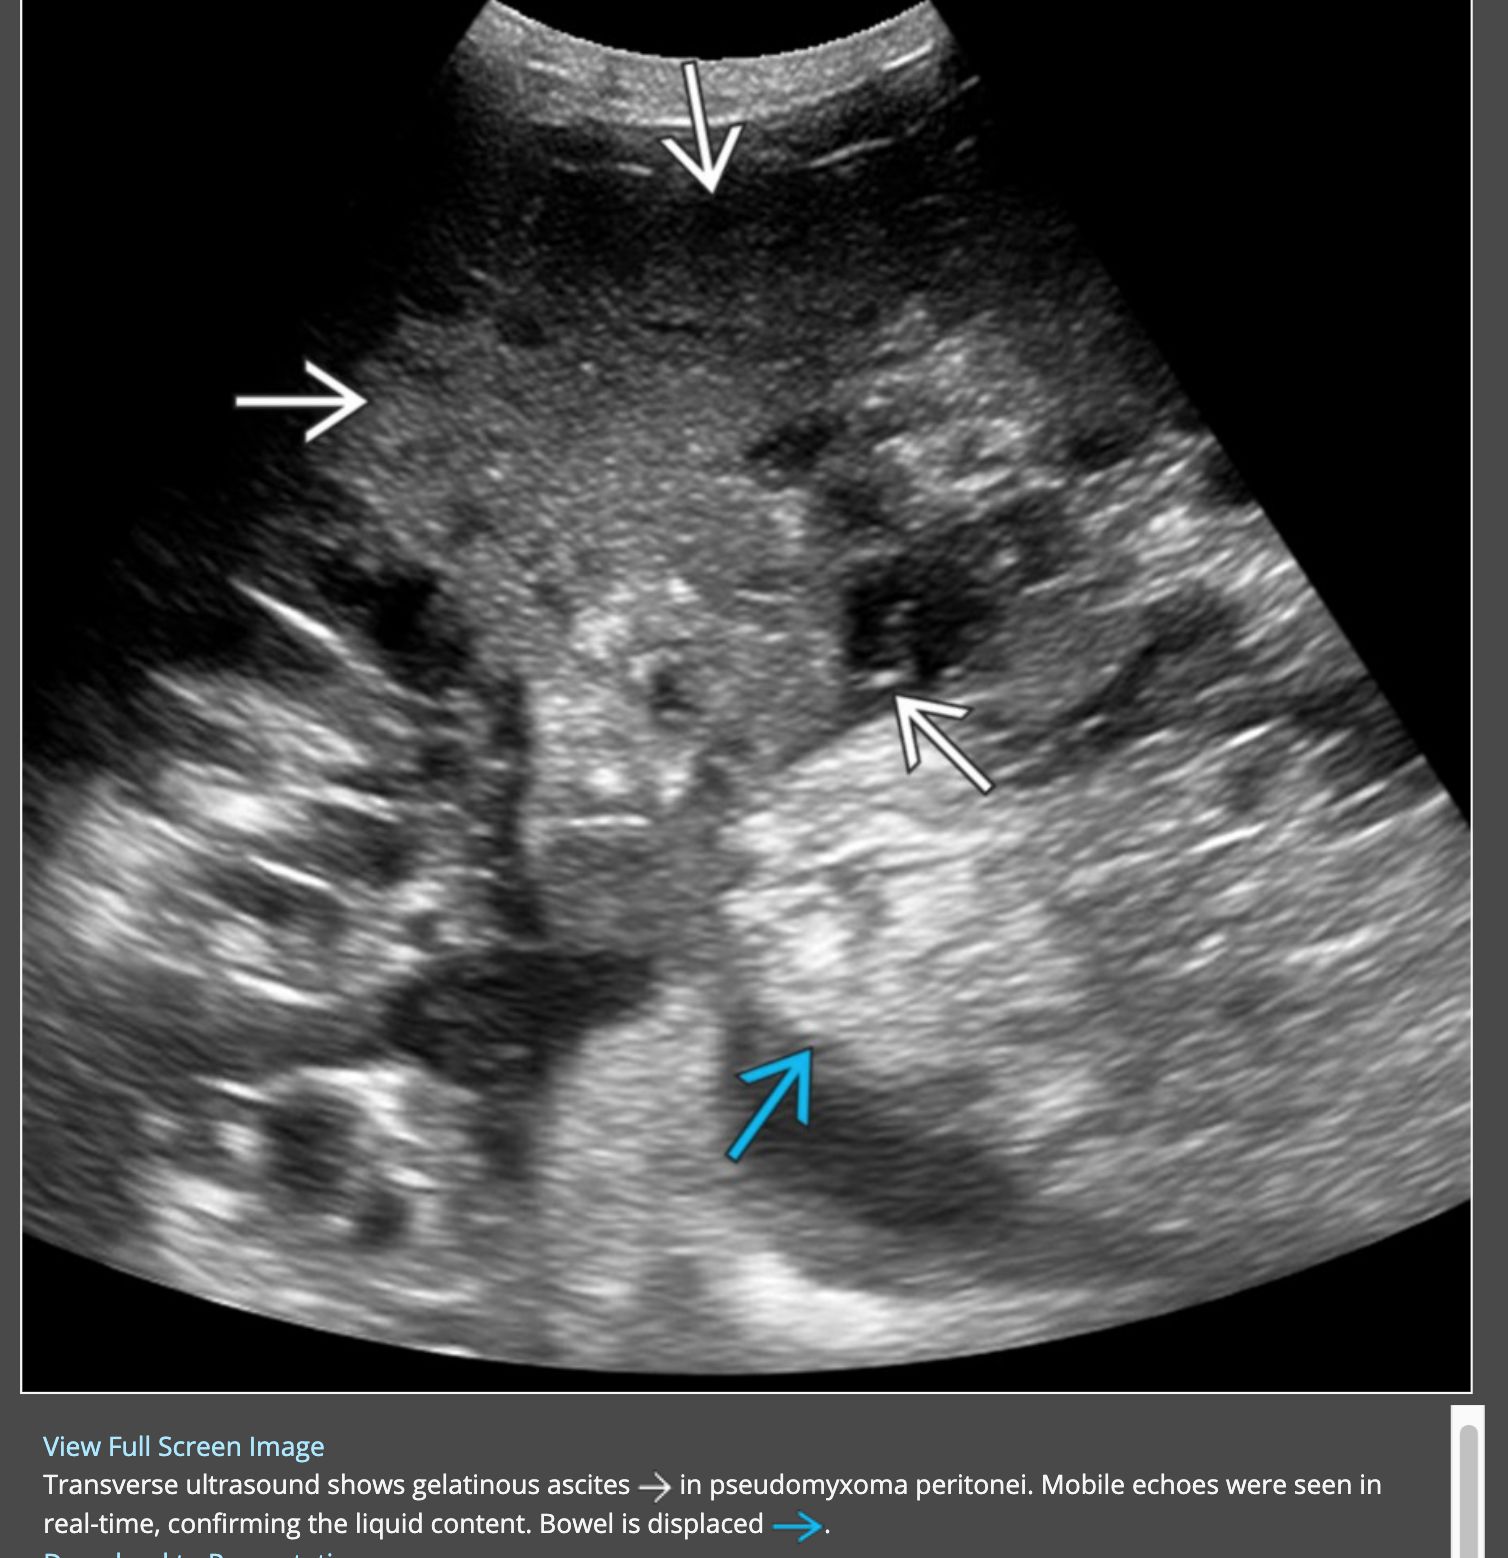 View Full Screen Image
Transverse ultrasound shows gelatinous ascites → in pseudomyxoma peritonei. Mobile echoes were seen in
real-time, confirming the liquid content. Bowel is displaced →.